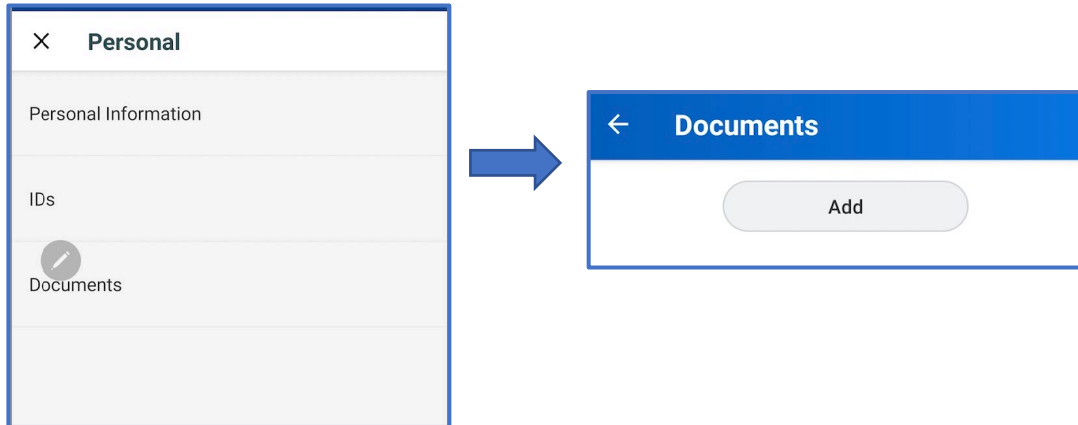 Personal
Personal Information
IDs
Documents
Documents
Add